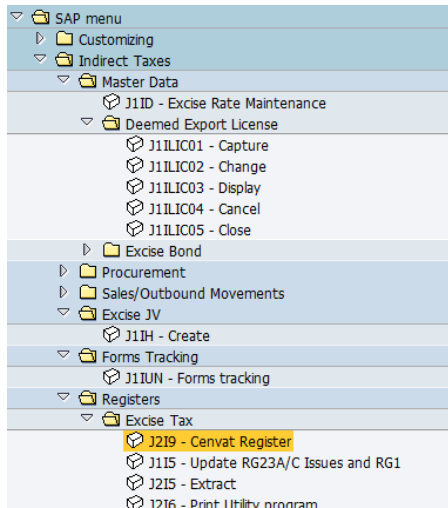 SAP menu
Customizing
Indirect Taxes
Master Data
J1ID - Excise Rate Maintenance
Deemed Export License
J1ILIC01 - Capture
J1ILIC02 - Change
J1ILIC03 - Display
J1ILIC04 - Cancel
J1ILIC05 - Close
Excise Bond
Procurement
Sales/Outbound Movements
Excise JV
J1IH - Create
Forms Tracking
J1IUN - Forms tracking
Registers
Excise Tax
J2I9 - Cenvat Register
J1I5 - Update RG23A/C Issues and RG1
J2I5 - Extract
J2I6 - Print Utility program